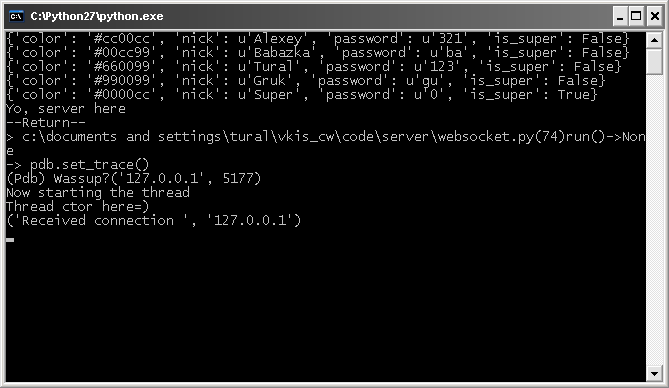 C:\Python27\python.exe
{'color': '#cc00cc', 'nick': u'Alexey', 'password': u'321', 'is_super': False}
{'color': '#00cc99', 'nick': u'Babazka', 'password': u'ba', 'is_super': False}
{'color': '#660099', 'nick': u'Tural', 'password': u'123', 'is_super': False}
{'color': '#990099', 'nick': u'Gruk', 'password': u'gu', 'is_super': False}
{'color': '#0000cc', 'nick': u'Super', 'password': u'0', 'is_super': True}
Yo, server here
--Return--
> c:\documents and settings\tural\vkis_cw\code\server\websocket.py(74)run()->Non
e
-> pdb.set_trace()
(Pdb) Wassup?('127.0.0.1', 5177)
Now starting the thread
Thread ctor here=)
('Received connection ', '127.0.0.1')